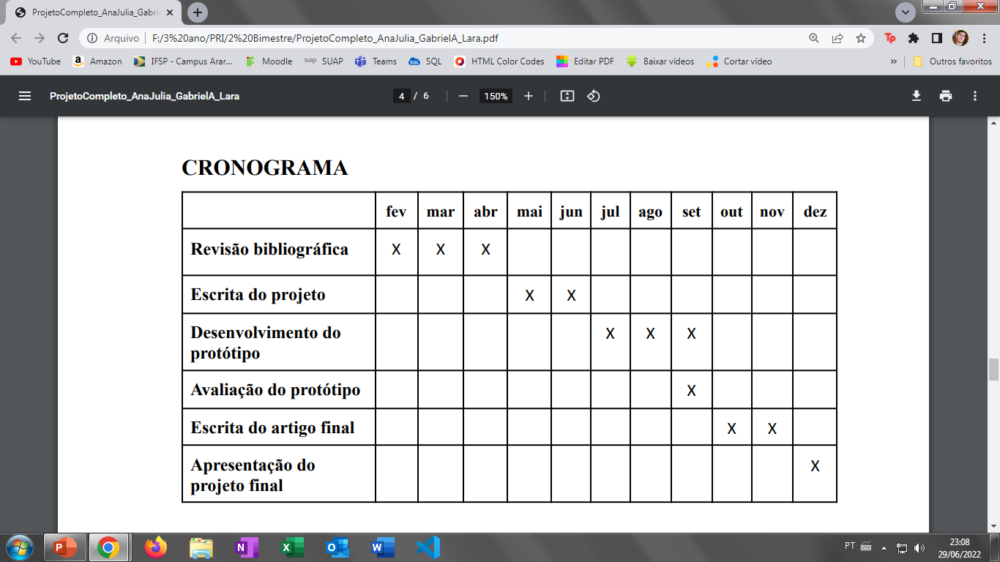 ProjetoCompleto_AnaJulia_Gabri
Arquivo F:/3%20ano/PRI/2%20Bimestre/ProjetoCompleto_AnaJulia_GabrielA_Lara.pdf
YouTube Amazon IFSP - Campus Arar... Moodle suap SUAP Teams SQL HTML Color Codes Editar PDF Baixar vídeos Cortar vídeo » Outros favoritos
ProjetoCompleto_AnaJulia_GabrielA_Lara 4 / 6 150%
CRONOGRAMA
fev mar abr mai jun jul ago set out nov dez
Revisão bibliográfica X X X
Escrita do projeto X X
Desenvolvimento do X X X
protótipo
Avaliação do protótipo X
Escrita do artigo final X X
Apresentação do X
projeto final
PT 23:08
29/06/2022